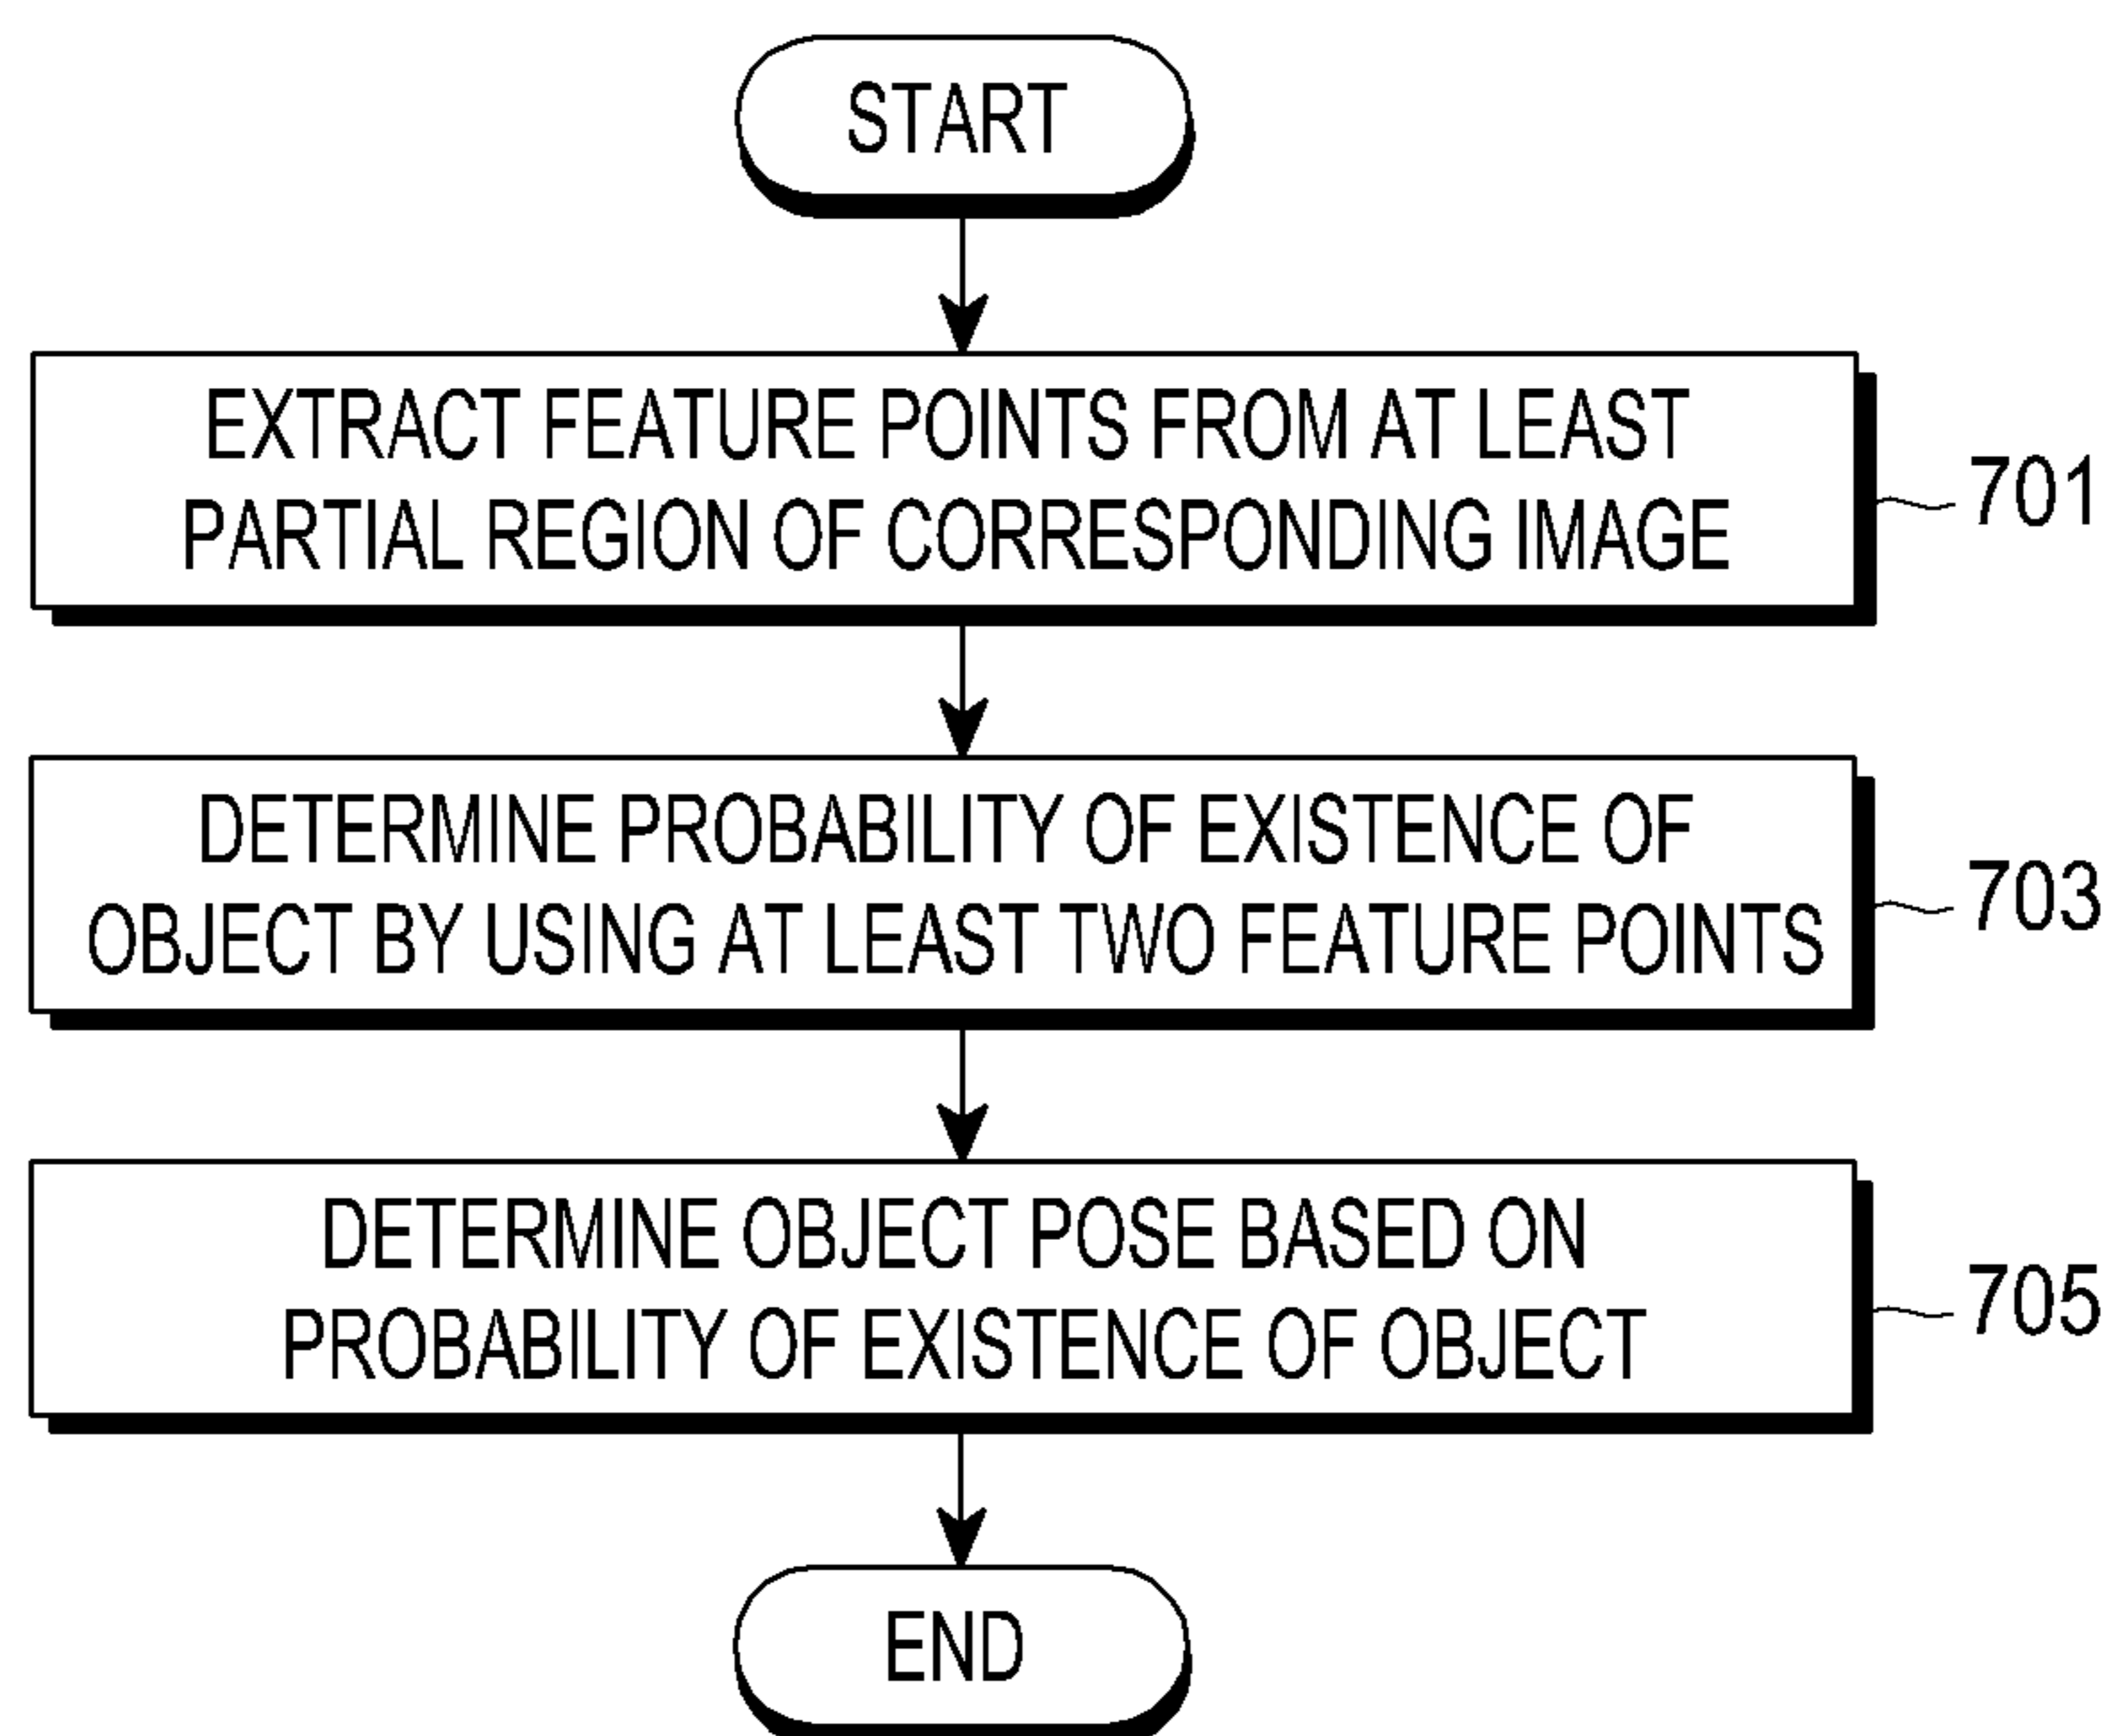 START
EXTRACT FEATURE POINTS FROM AT LEAST
PARTIAL REGION OF CORRESPONDING IMAGE
701
DETERMINE PROBABILITY OF EXISTENCE OF
OBJECT BY USING AT LEAST TWO FEATURE POINTS
703
DETERMINE OBJECT POSE BASED ON
PROBABILITY OF EXISTENCE OF OBJECT
705
END